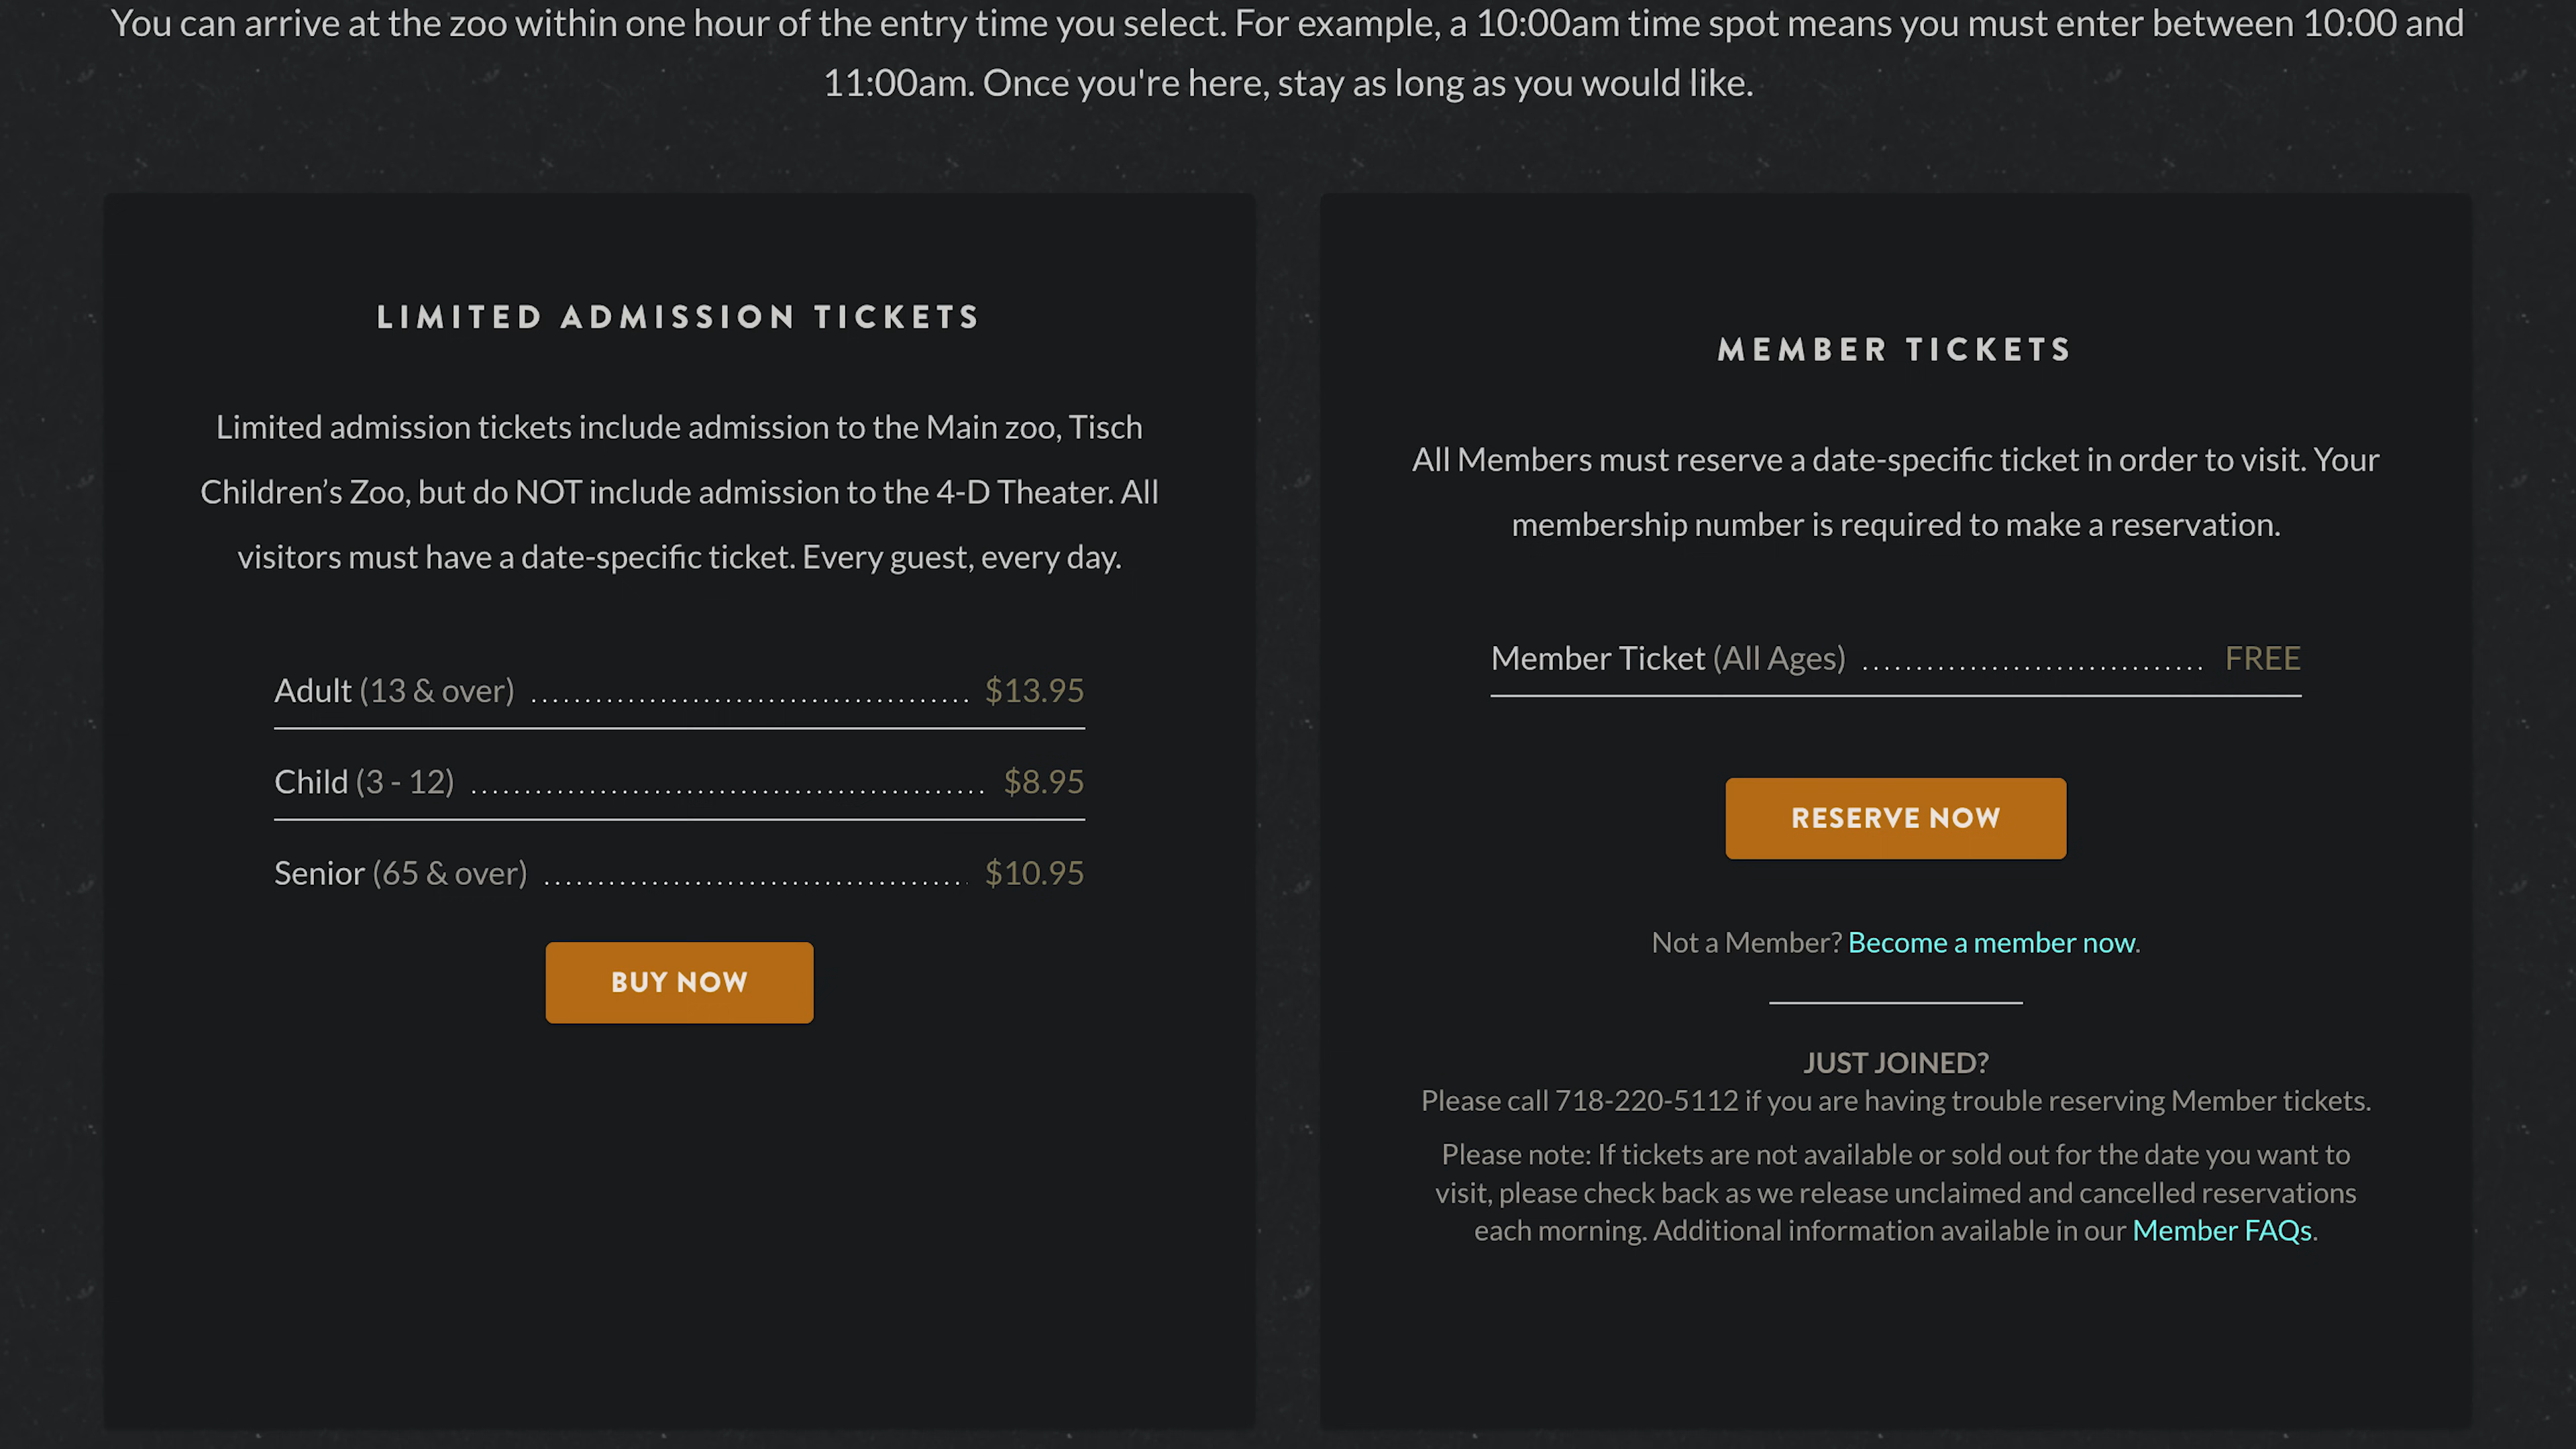 You can arrive at the zoo within one hour of the entry time you select. For example, a 10:00am time spot means you must enter between 10:00 and
11:00am. Once you're here, stay as long as you would like.
LIMITED ADMISSION TICKETS
Limited admission tickets include admission to the Main zoo, Tisch
Children’s Zoo, but do NOT include admission to the 4-D Theater. All
visitors must have a date-specific ticket. Every guest, every day.
Adult (13 & over) ........................................ $13.95
Child (3 - 12) ............................................... $8.95
Senior (65 & over) ....................................... $10.95
BUY NOW
MEMBER TICKETS
All Members must reserve a date-specific ticket in order to visit. Your
membership number is required to make a reservation.
Member Ticket (All Ages) ............................... FREE
RESERVE NOW
Not a Member? Become a member now.
JUST JOINED?
Please call 718-220-5112 if you are having trouble reserving Member tickets.
Please note: If tickets are not available or sold out for the date you want to
visit, please check back as we release unclaimed and cancelled reservations
each morning. Additional information available in our Member FAQs.